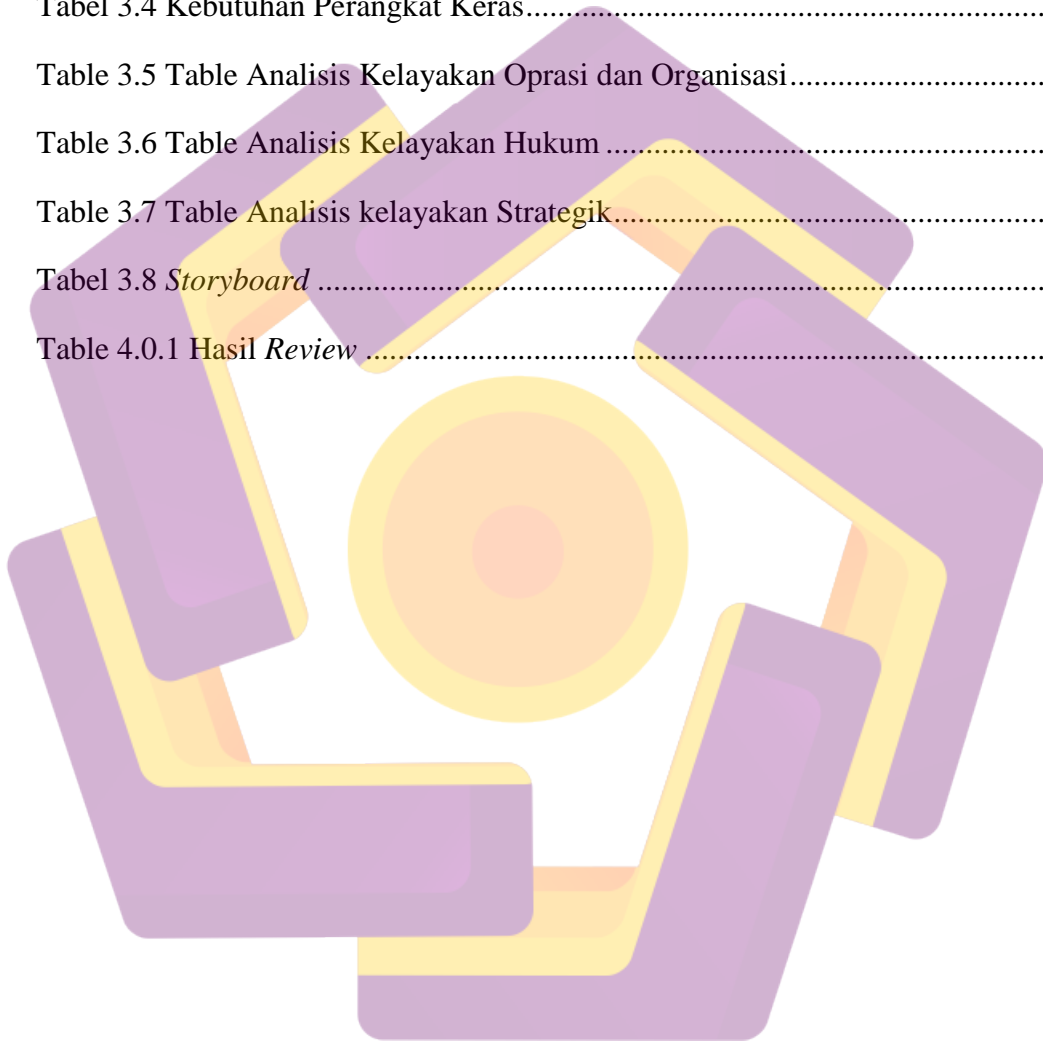 Tabel 3.4 Kebutuhan Perangkat Keras....................................................................
Table 3.5 Table Analisis Kelayakan Oprasi dan Organisasi................................
Table 3.6 Table Analisis Kelayakan Hukum .......................................................
Table 3.7 Table Analisis kelayakan Strategik......................................................
Tabel 3.8 Storyboard ...........................................................................................
Table 4.0.1 Hasil Review .....................................................................................